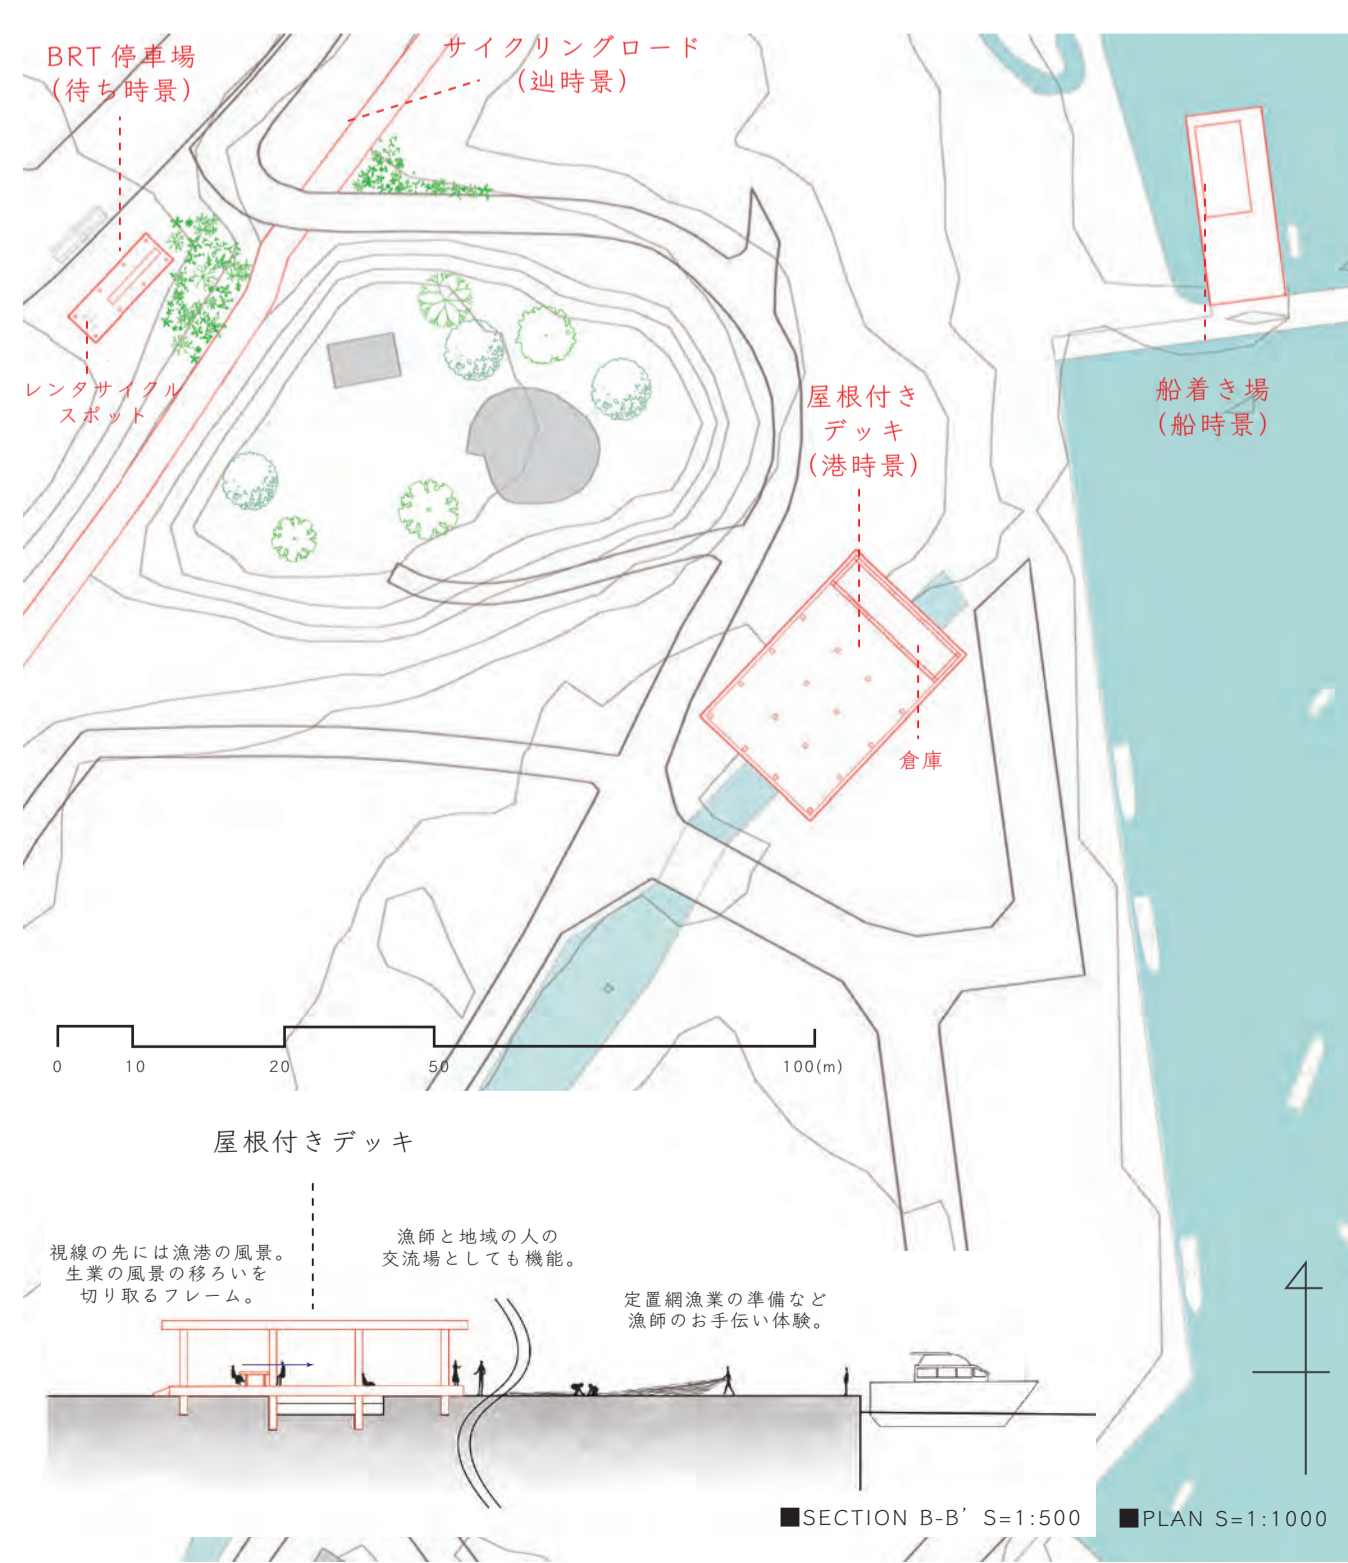 BRT 停車場
(待ち時景)
サイクリングロード
(辿時景)
レンタサイクル
スポット
屋根付き
デッキ
(港時景)
船着き場
(船時景)
倉庫
0 10 20 50 100(m)
屋根付きデッキ
視線の先には漁港の風景。
生業の風景の移ろいを
切り取るフレーム。
漁師と地域の人の
交流場としても機能。
定置網漁業の準備など
漁師のお手伝い体験。
■SECTION B-B’ S=1:500
■PLAN S=1:1000